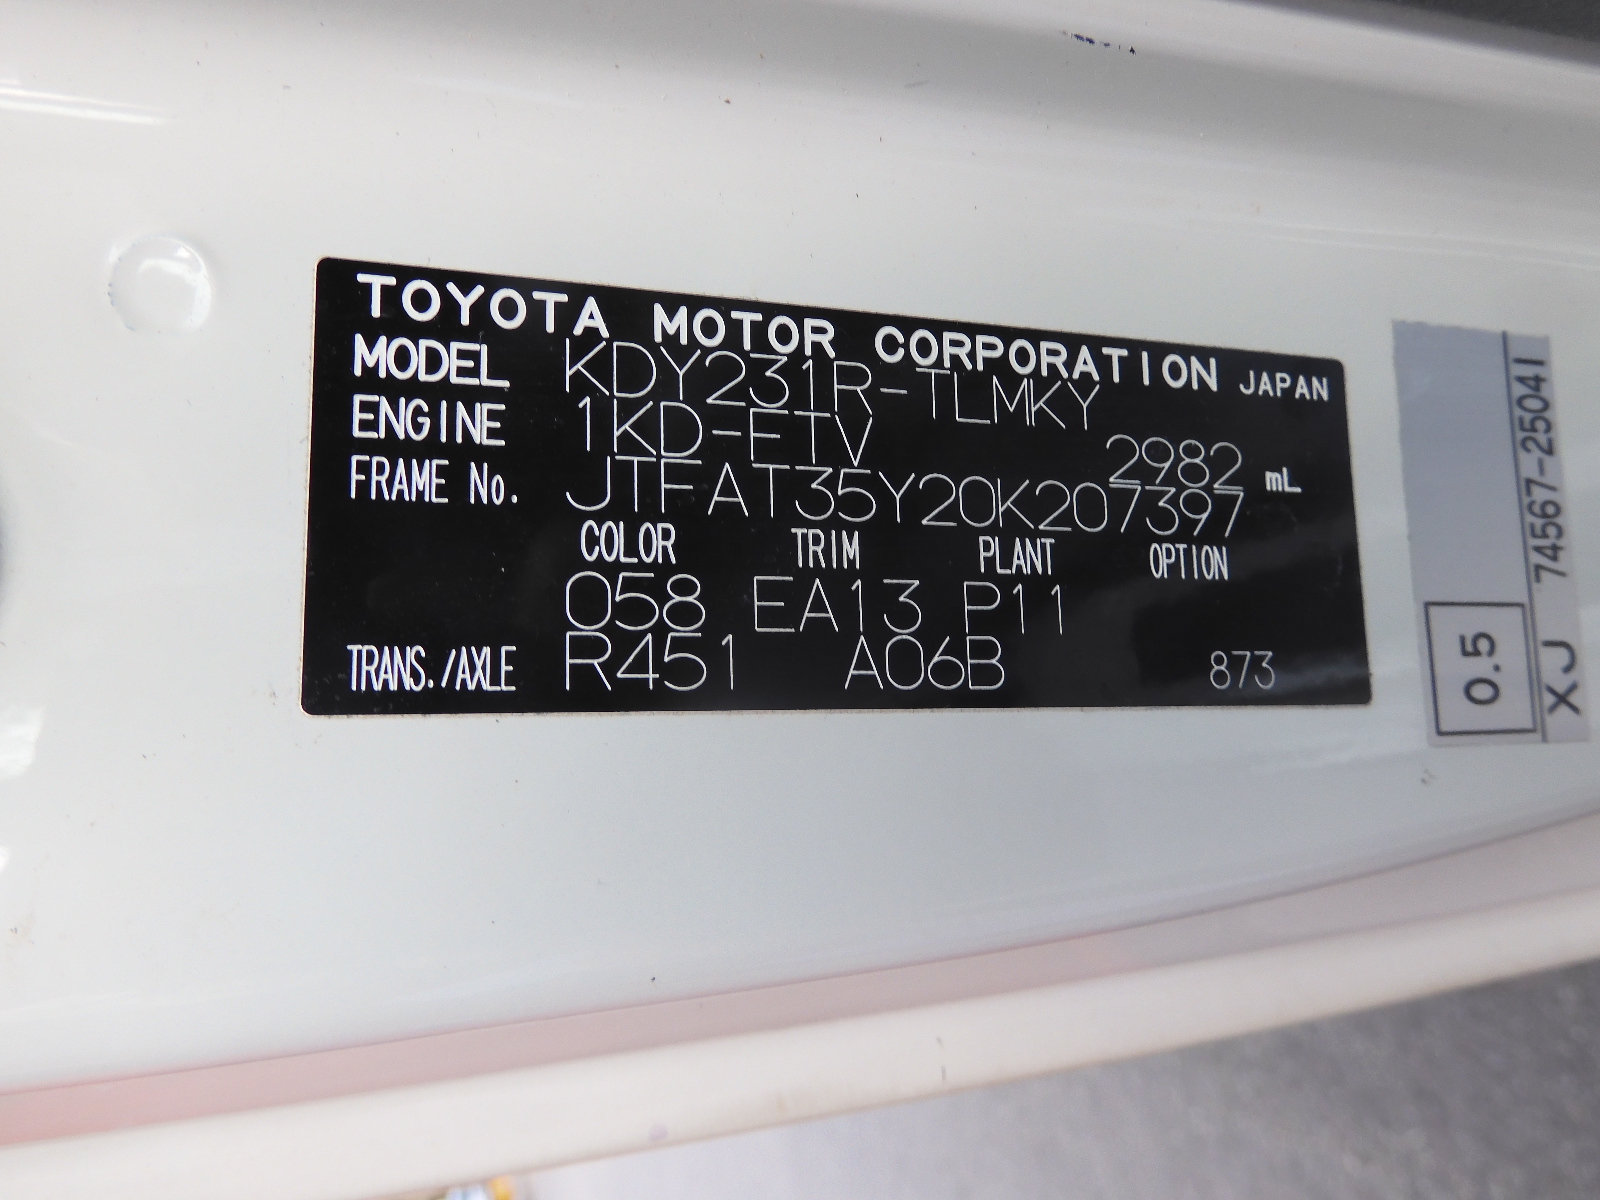 TOYOTA MOTOR CORPORATION JAPAN
MODEL KDY231R-TLMKY
ENGINE 1KD-FTV 2982 mL
FRAME No. JTFAT35Y20K207397
COLOR TRIM PLANT OPTION
058 EA13 P11
TRANS./AXLE R451 A06B 873
0.5
XJ 74567-25041